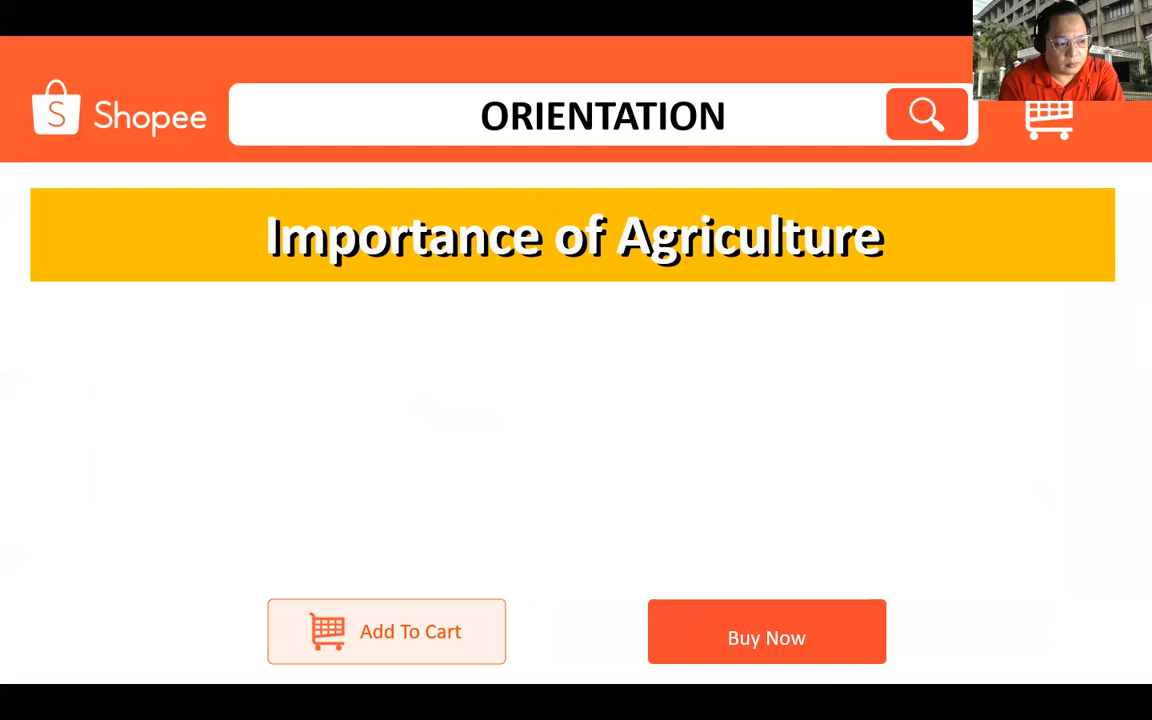 S
Shopee
ORIENTATION
Importance of Agriculture
Add To Cart
Buy Now